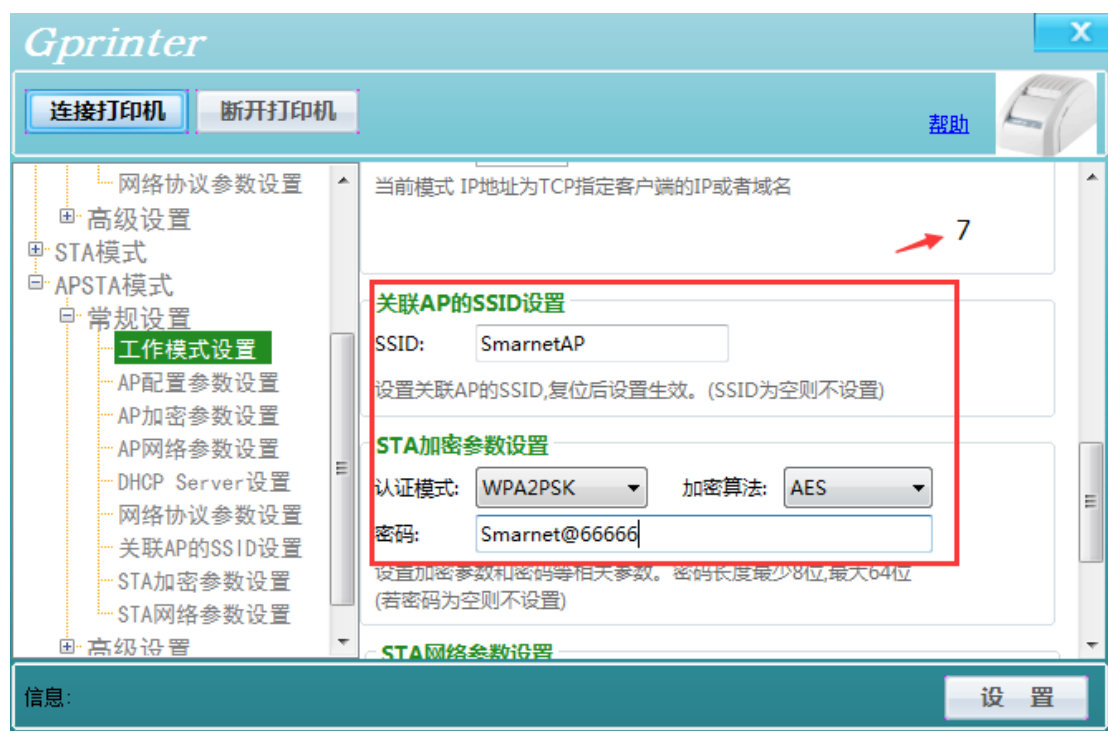 Gprinter
X
连接打印机 断开打印机
帮助
网络协议参数设置
高级设置
STA模式
APSTA模式
常规设置
工作模式设置
AP配置参数设置
AP加密参数设置
AP网络参数设置
DHCP Server设置
网络协议参数设置
关联AP的SSID设置
STA加密参数设置
STA网络参数设置
高级设置
当前模式 IP地址为TCP指定客户端的IP或者域名
7
关联AP的SSID设置
SSID: SmarnetAP
设置关联AP的SSID,复位后设置生效。(SSID为空则不设置)
STA加密参数设置
认证模式: WPA2PSK 加密算法: AES
密码: Smarnet@66666
设置加密参数和密码等相关参数。密码长度最少8位,最大64位
(若密码为空则不设置)
STA网络参数设置
信息:
设 置